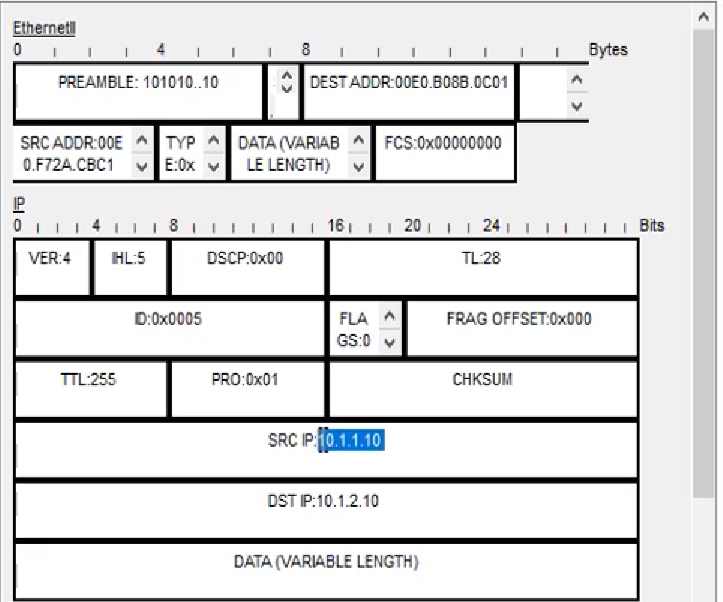 EthernetII
0 4 8 Bytes
PREAMBLE: 101010..10
DEST ADDR:00E0.B08B.0C01
SRC ADDR:00E
0.F72A.CBC1
TYP
E:0x
DATA (VARIAB
LE LENGTH)
FCS:0x00000000
IP
0 4 8 16 20 24 Bits
VER:4 IHL:5 DSCP:0x00 TL:28
ID:0x0005
FLA
GS:0
FRAG OFFSET:0x000
TTL:255 PRO:0x01 CHKSUM
SRC IP:10.1.1.10
DST IP:10.1.2.10
DATA (VARIABLE LENGTH)